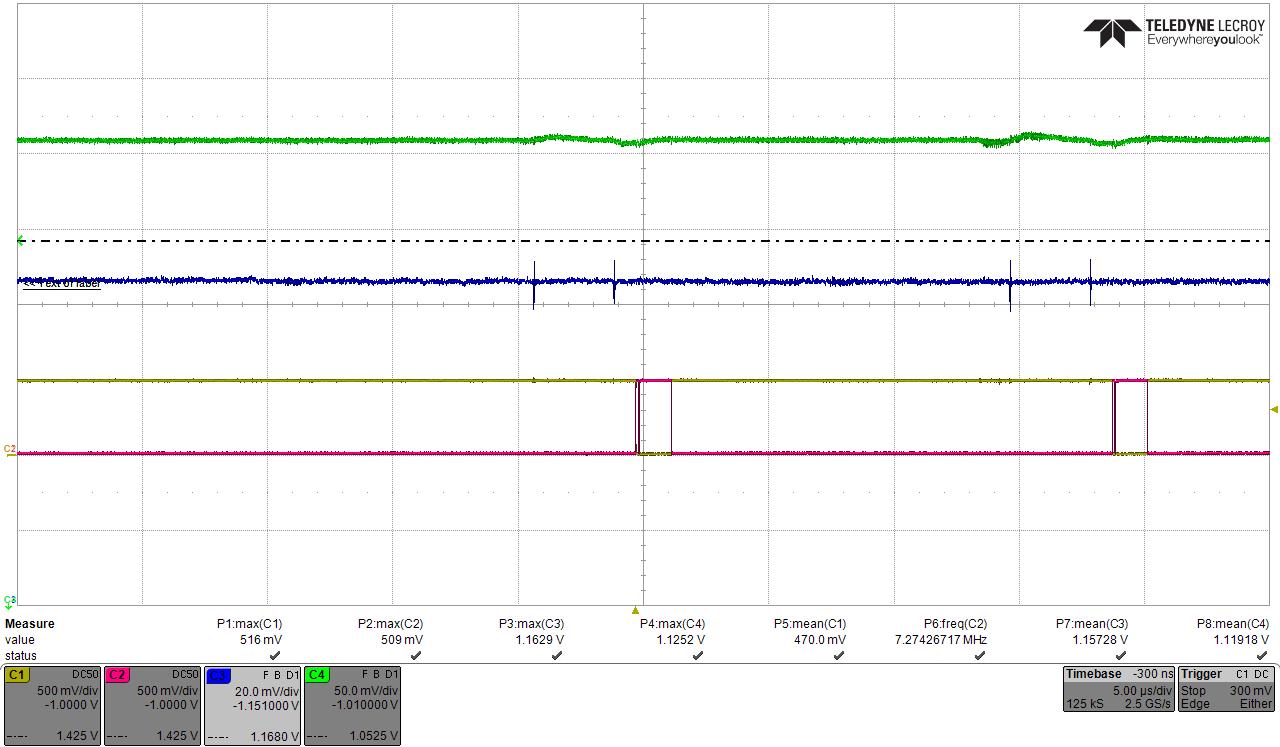 TELEDYNE LECROY
Everywhereyoulook™
<< Text of label
C2
C3
Measure P1:max(C1) P2:max(C2) P3:max(C3) P4:max(C4) P5:mean(C1) P6:freq(C2) P7:mean(C3) P8:mean(C4)
value 516 mV 509 mV 1.1629 V 1.1252 V 470.0 mV 7.27426717 MHz 1.15728 V 1.11918 V
status
C1 DC50 C2 DC50 C3 F B D1 C4 F B D1 Timebase -300 ns Trigger C1 DC
500 mV/div 500 mV/div 20.0 mV/div 50.0 mV/div 5.00 µs/div Stop 300 mV
-1.0000 V -1.0000 V -1.151000 V -1.010000 V 125 kS 2.5 GS/s Edge Either
1.425 V 1.425 V 1.1680 V 1.0525 V